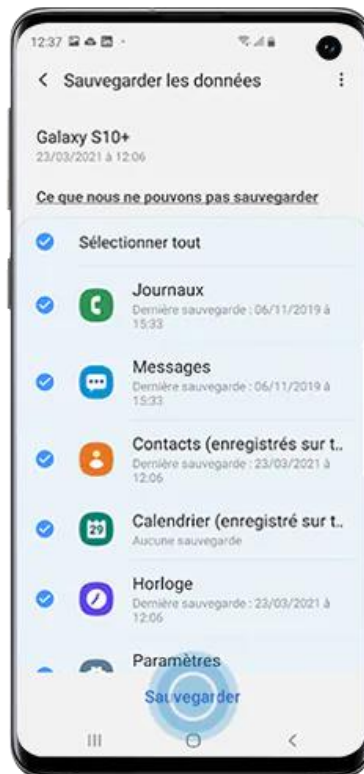 12:37
Sauvegarder les données
Galaxy S10+
23/03/2021 à 12:06
Ce que nous ne pouvons pas sauvegarder
Sélectionner tout
Journaux
Dernière sauvegarde : 06/11/2019 à
15:33
Messages
Dernière sauvegarde : 06/11/2019 à
15:33
Contacts (enregistrés sur t..
Dernière sauvegarde : 23/03/2021 à
12:06
29
Calendrier (enregistré sur t..
Aucune sauvegarde
Horloge
Dernière sauvegarde : 23/03/2021 à
12:06
Paramètres
Sauvegarder